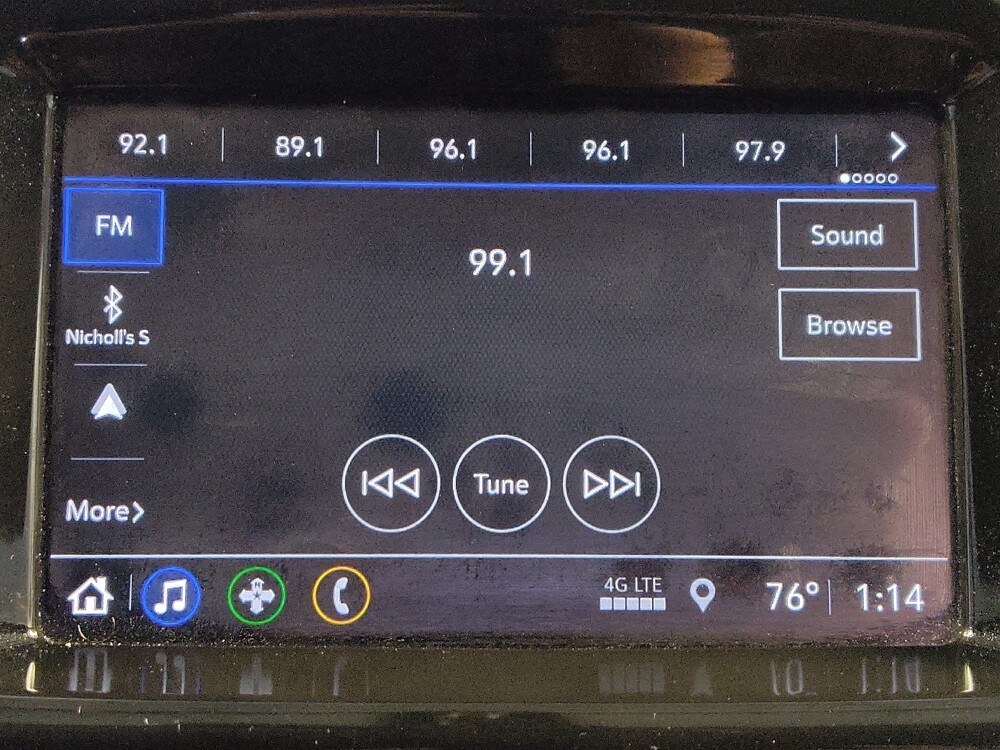 92.1 89.1 96.1 96.1 97.9
FM
99.1
Sound
Nicholl's S
Browse
More
Tune
4G LTE
76° 1:14